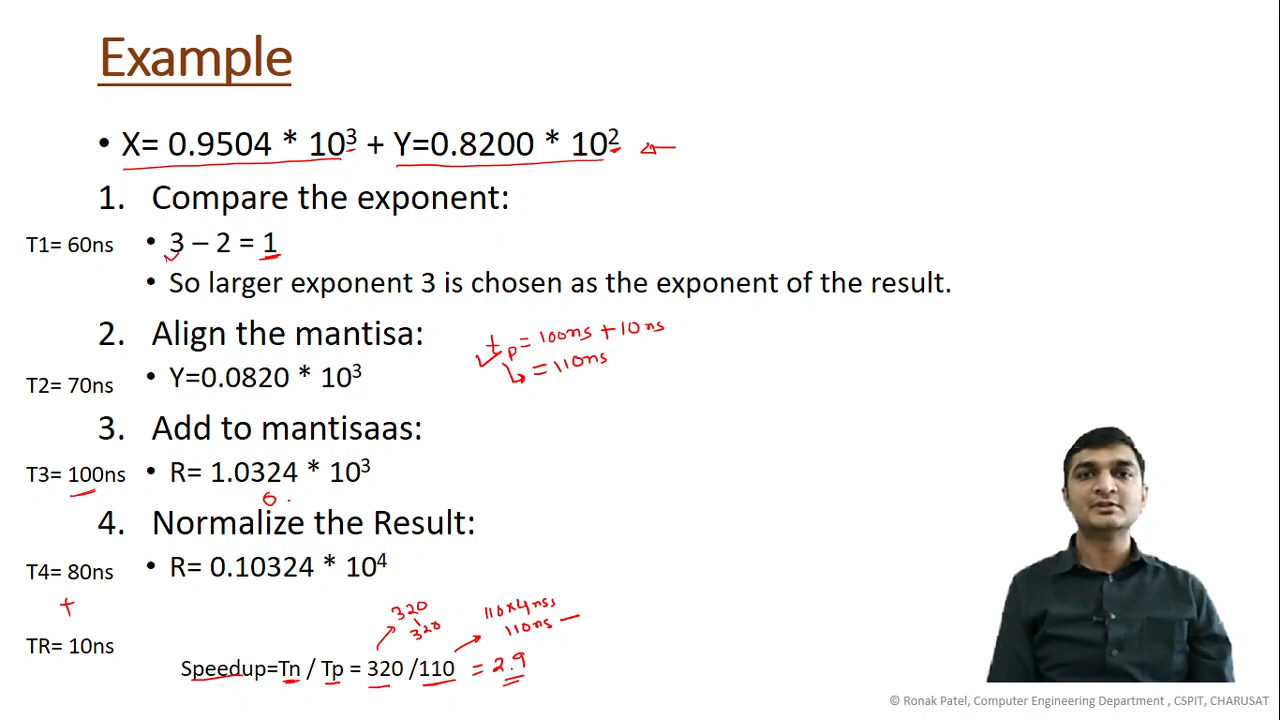 Example
• X= 0.9504 * 10³ + Y=0.8200 * 10² ←
1. Compare the exponent:
T1= 60ns • 3 – 2 = 1
• So larger exponent 3 is chosen as the exponent of the result.
2. Align the mantisa:
tp = 100ns + 10ns
= 110ns
T2= 70ns • Y=0.0820 * 10³
3. Add to mantisaas:
T3= 100ns • R= 1.0324 * 10³
0.
4. Normalize the Result:
T4= 80ns • R= 0.10324 * 10⁴
+
320
320
110x4ns
110ns
TR= 10ns
Speedup=Tn / Tp = 320 /110 = 2.9
© Ronak Patel, Computer Engineering Department , CSPIT, CHARUSAT